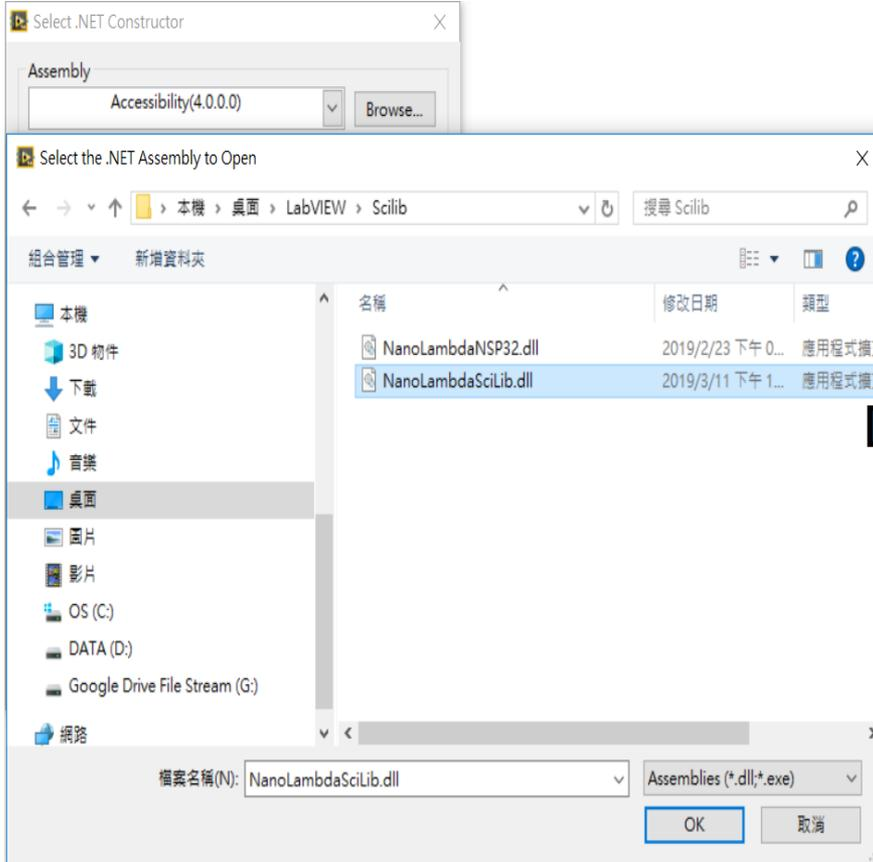 Select .NET Constructor
Assembly
Accessibility(4.0.0.0)
Browse...
Select the .NET Assembly to Open
本機 › 桌面 › LabVIEW › Scilib
搜尋 Scilib
組合管理 新增資料夾
名稱 修改日期 類型
本機
3D 物件
下載
文件
音樂
桌面
圖片
影片
OS (C:)
DATA (D:)
Google Drive File Stream (G:)
網路
NanoLambdaNSP32.dll 2019/2/23 下午 0... 應用程式擴
NanoLambdaSciLib.dll 2019/3/11 下午 1... 應用程式擴
檔案名稱(N): NanoLambdaSciLib.dll Assemblies (*.dll;*.exe)
OK 取消